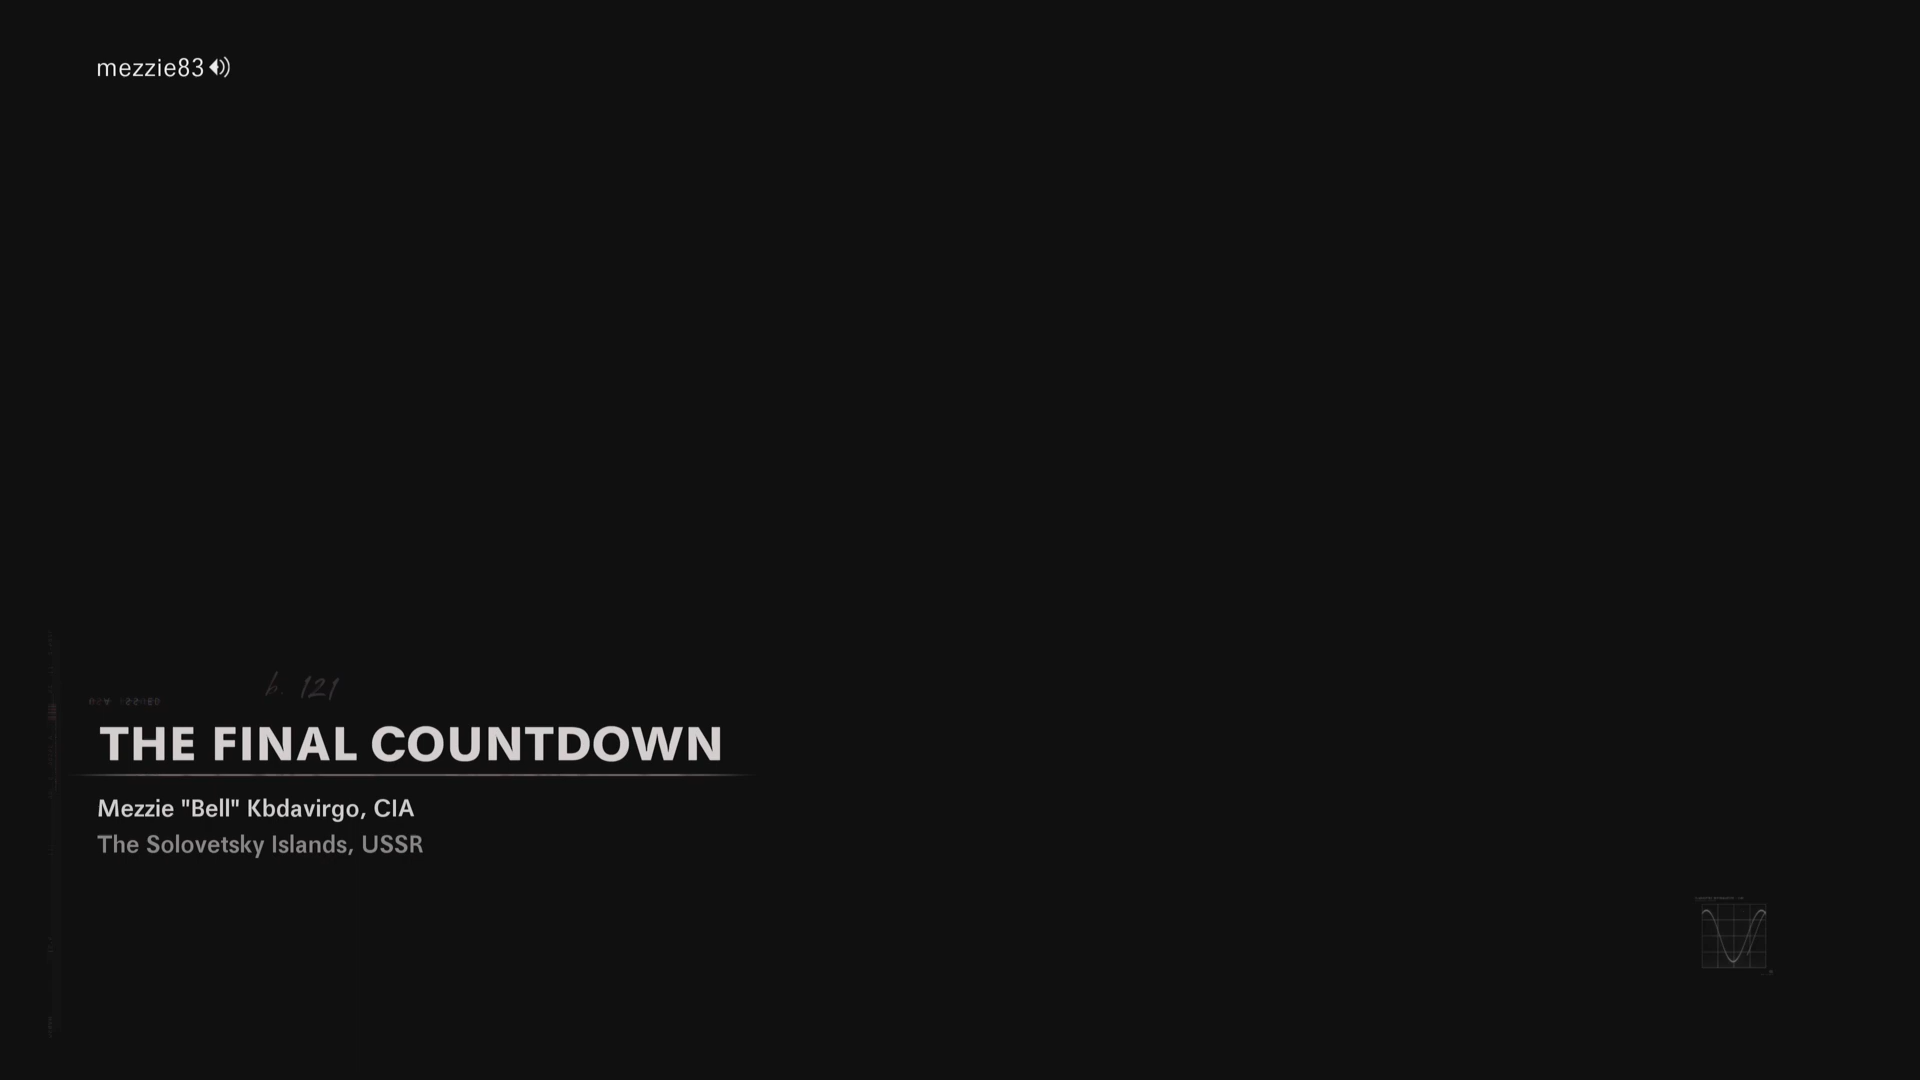 mezzie83
b. 121
THE FINAL COUNTDOWN
Mezzie "Bell" Kbdavirgo, CIA
The Solovetsky Islands, USSR